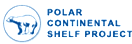 POLAR
CONTINENTAL
SHELF PROJECT